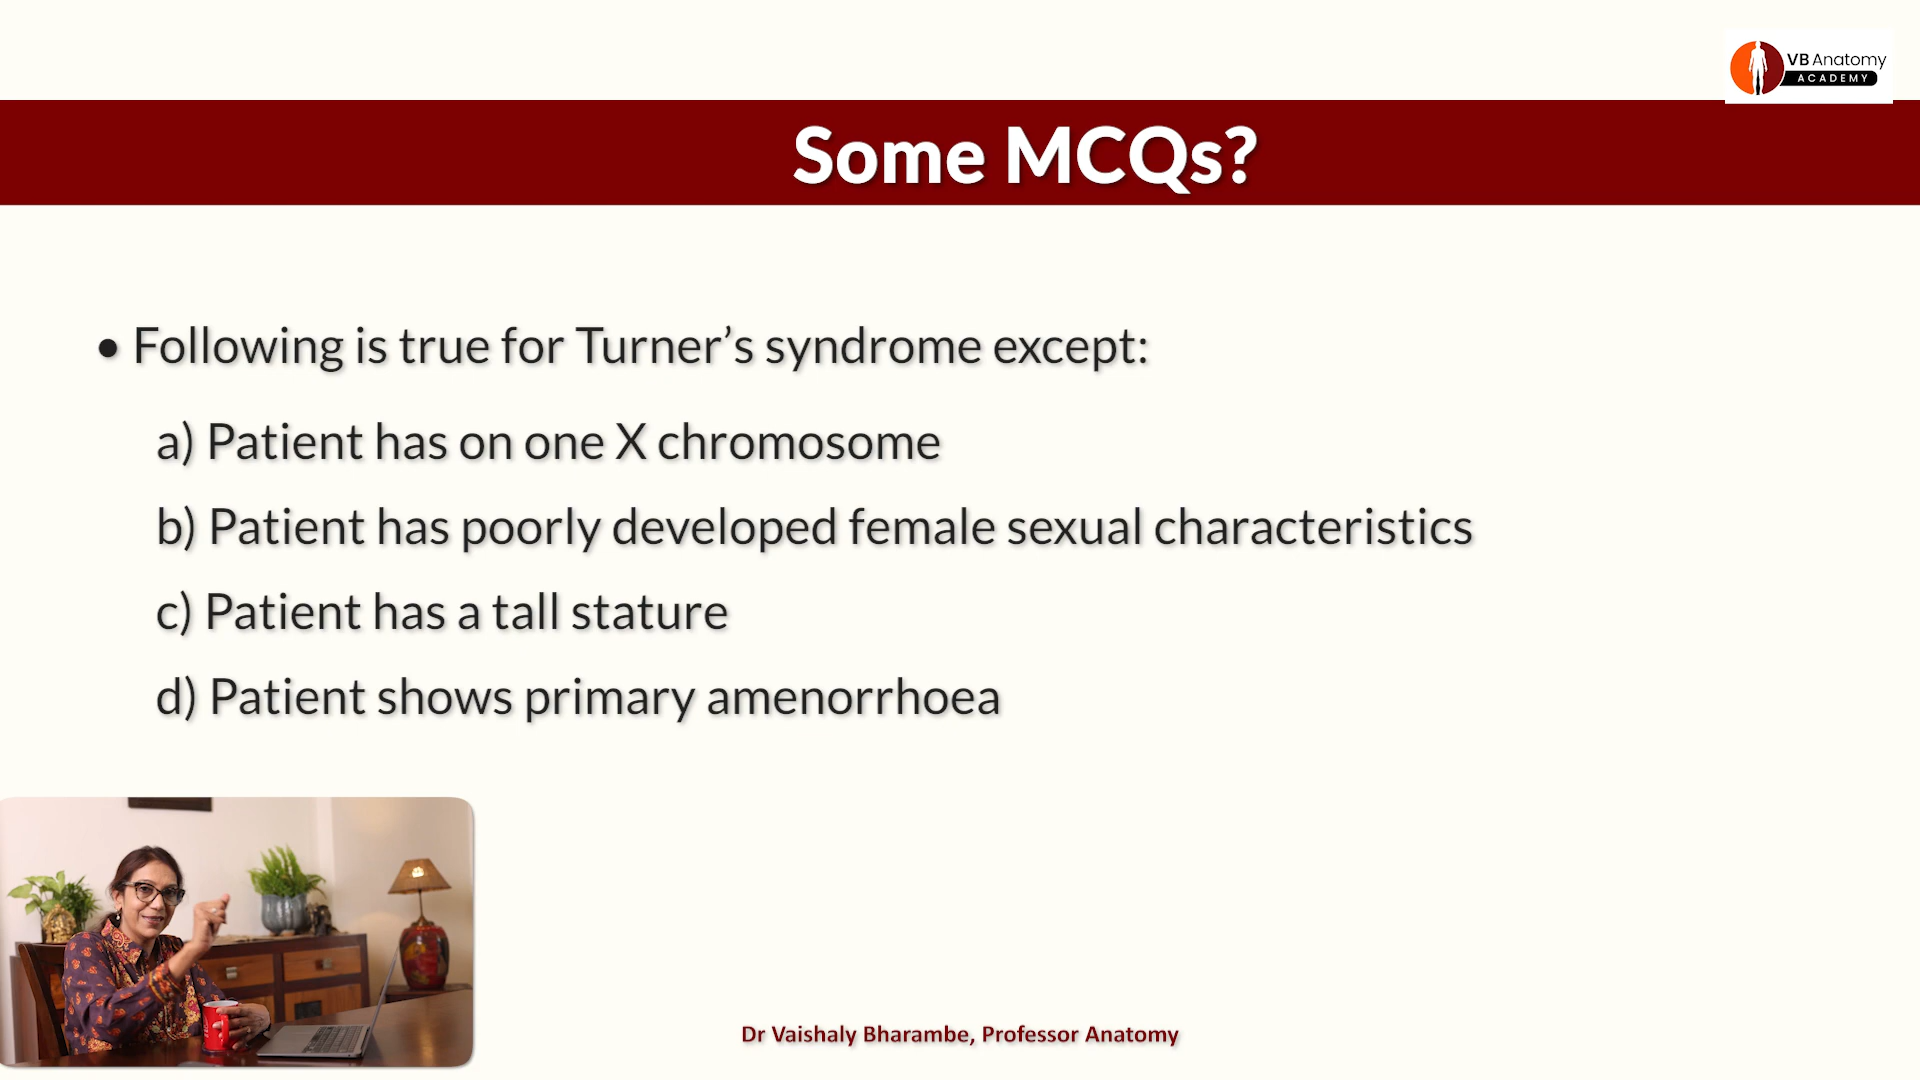 VB Anatomy
ACADEMY
Some MCQs?
• Following is true for Turner’s syndrome except:
a) Patient has on one X chromosome
b) Patient has poorly developed female sexual characteristics
c) Patient has a tall stature
d) Patient shows primary amenorrhoea
Dr Vaishaly Bharambe, Professor Anatomy